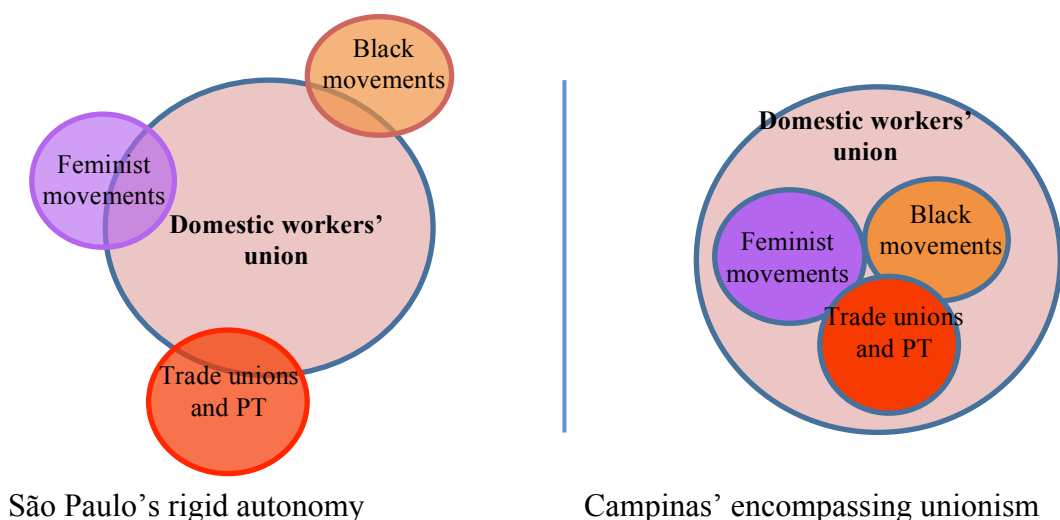 Black
movements
Feminist
movements
Domestic workers’
union
Trade unions
and PT
São Paulo’s rigid autonomy
Domestic workers’
union
Black
movements
Feminist
movements
Trade unions
and PT
Campinas’ encompassing unionism